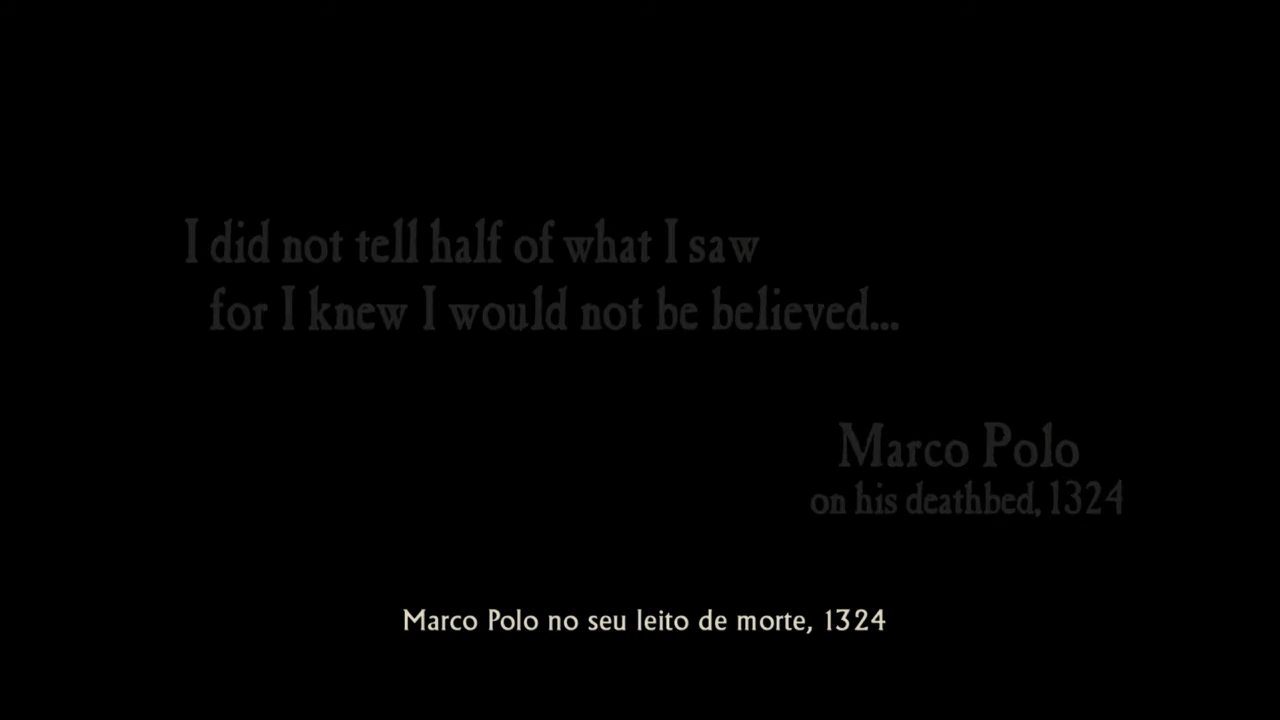 I did not tell half of what I saw
for I knew I would not be believed...
Marco Polo
on his deathbed, 1324
Marco Polo no seu leito de morte, 1324